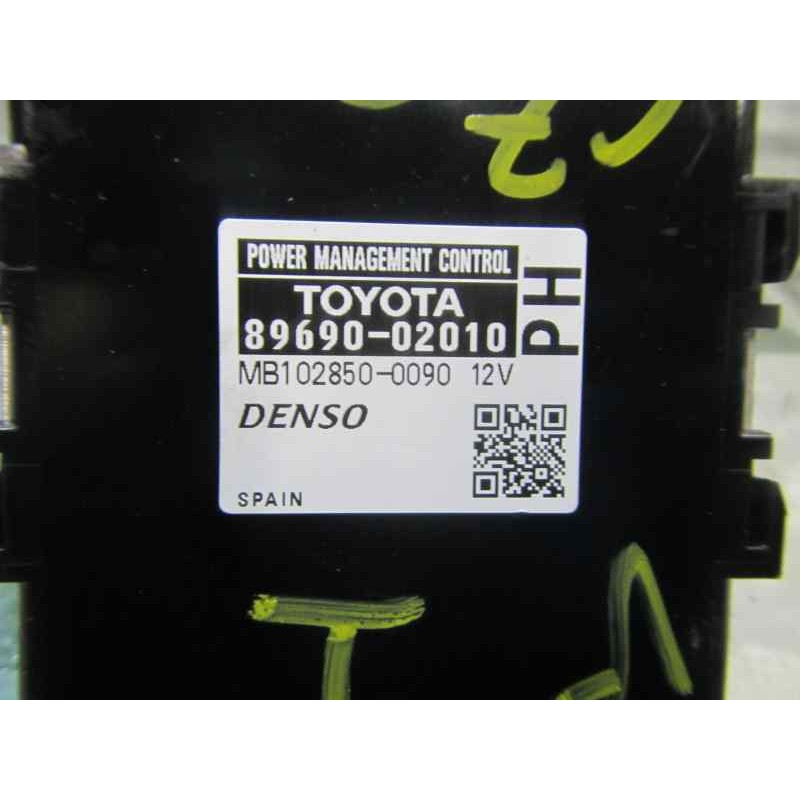 POWER MANAGEMENT CONTROL
TOYOTA
89690-02010
PH
MB102850-0090 12V
DENSO
SPAIN